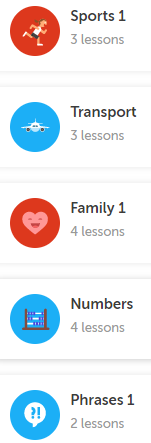 Sports 1
3 lessons
Transport
3 lessons
Family 1
4 lessons
Numbers
4 lessons
Phrases 1
2 lessons